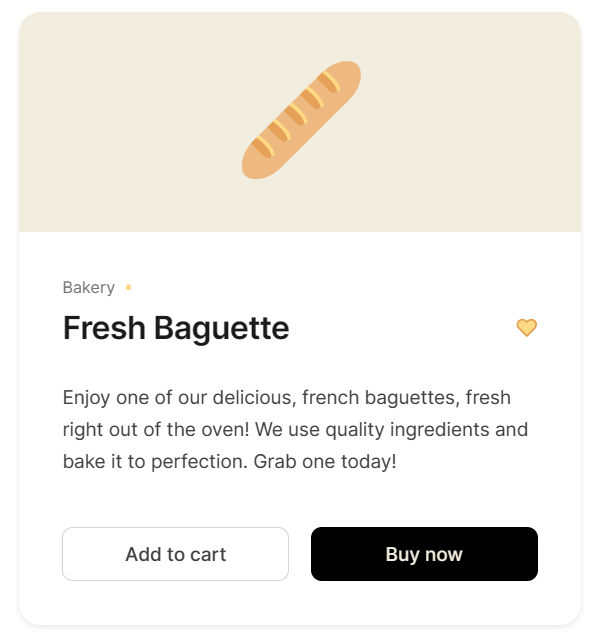 Bakery
Fresh Baguette
Enjoy one of our delicious, french baguettes, fresh
right out of the oven! We use quality ingredients and
bake it to perfection. Grab one today!
Add to cart
Buy now